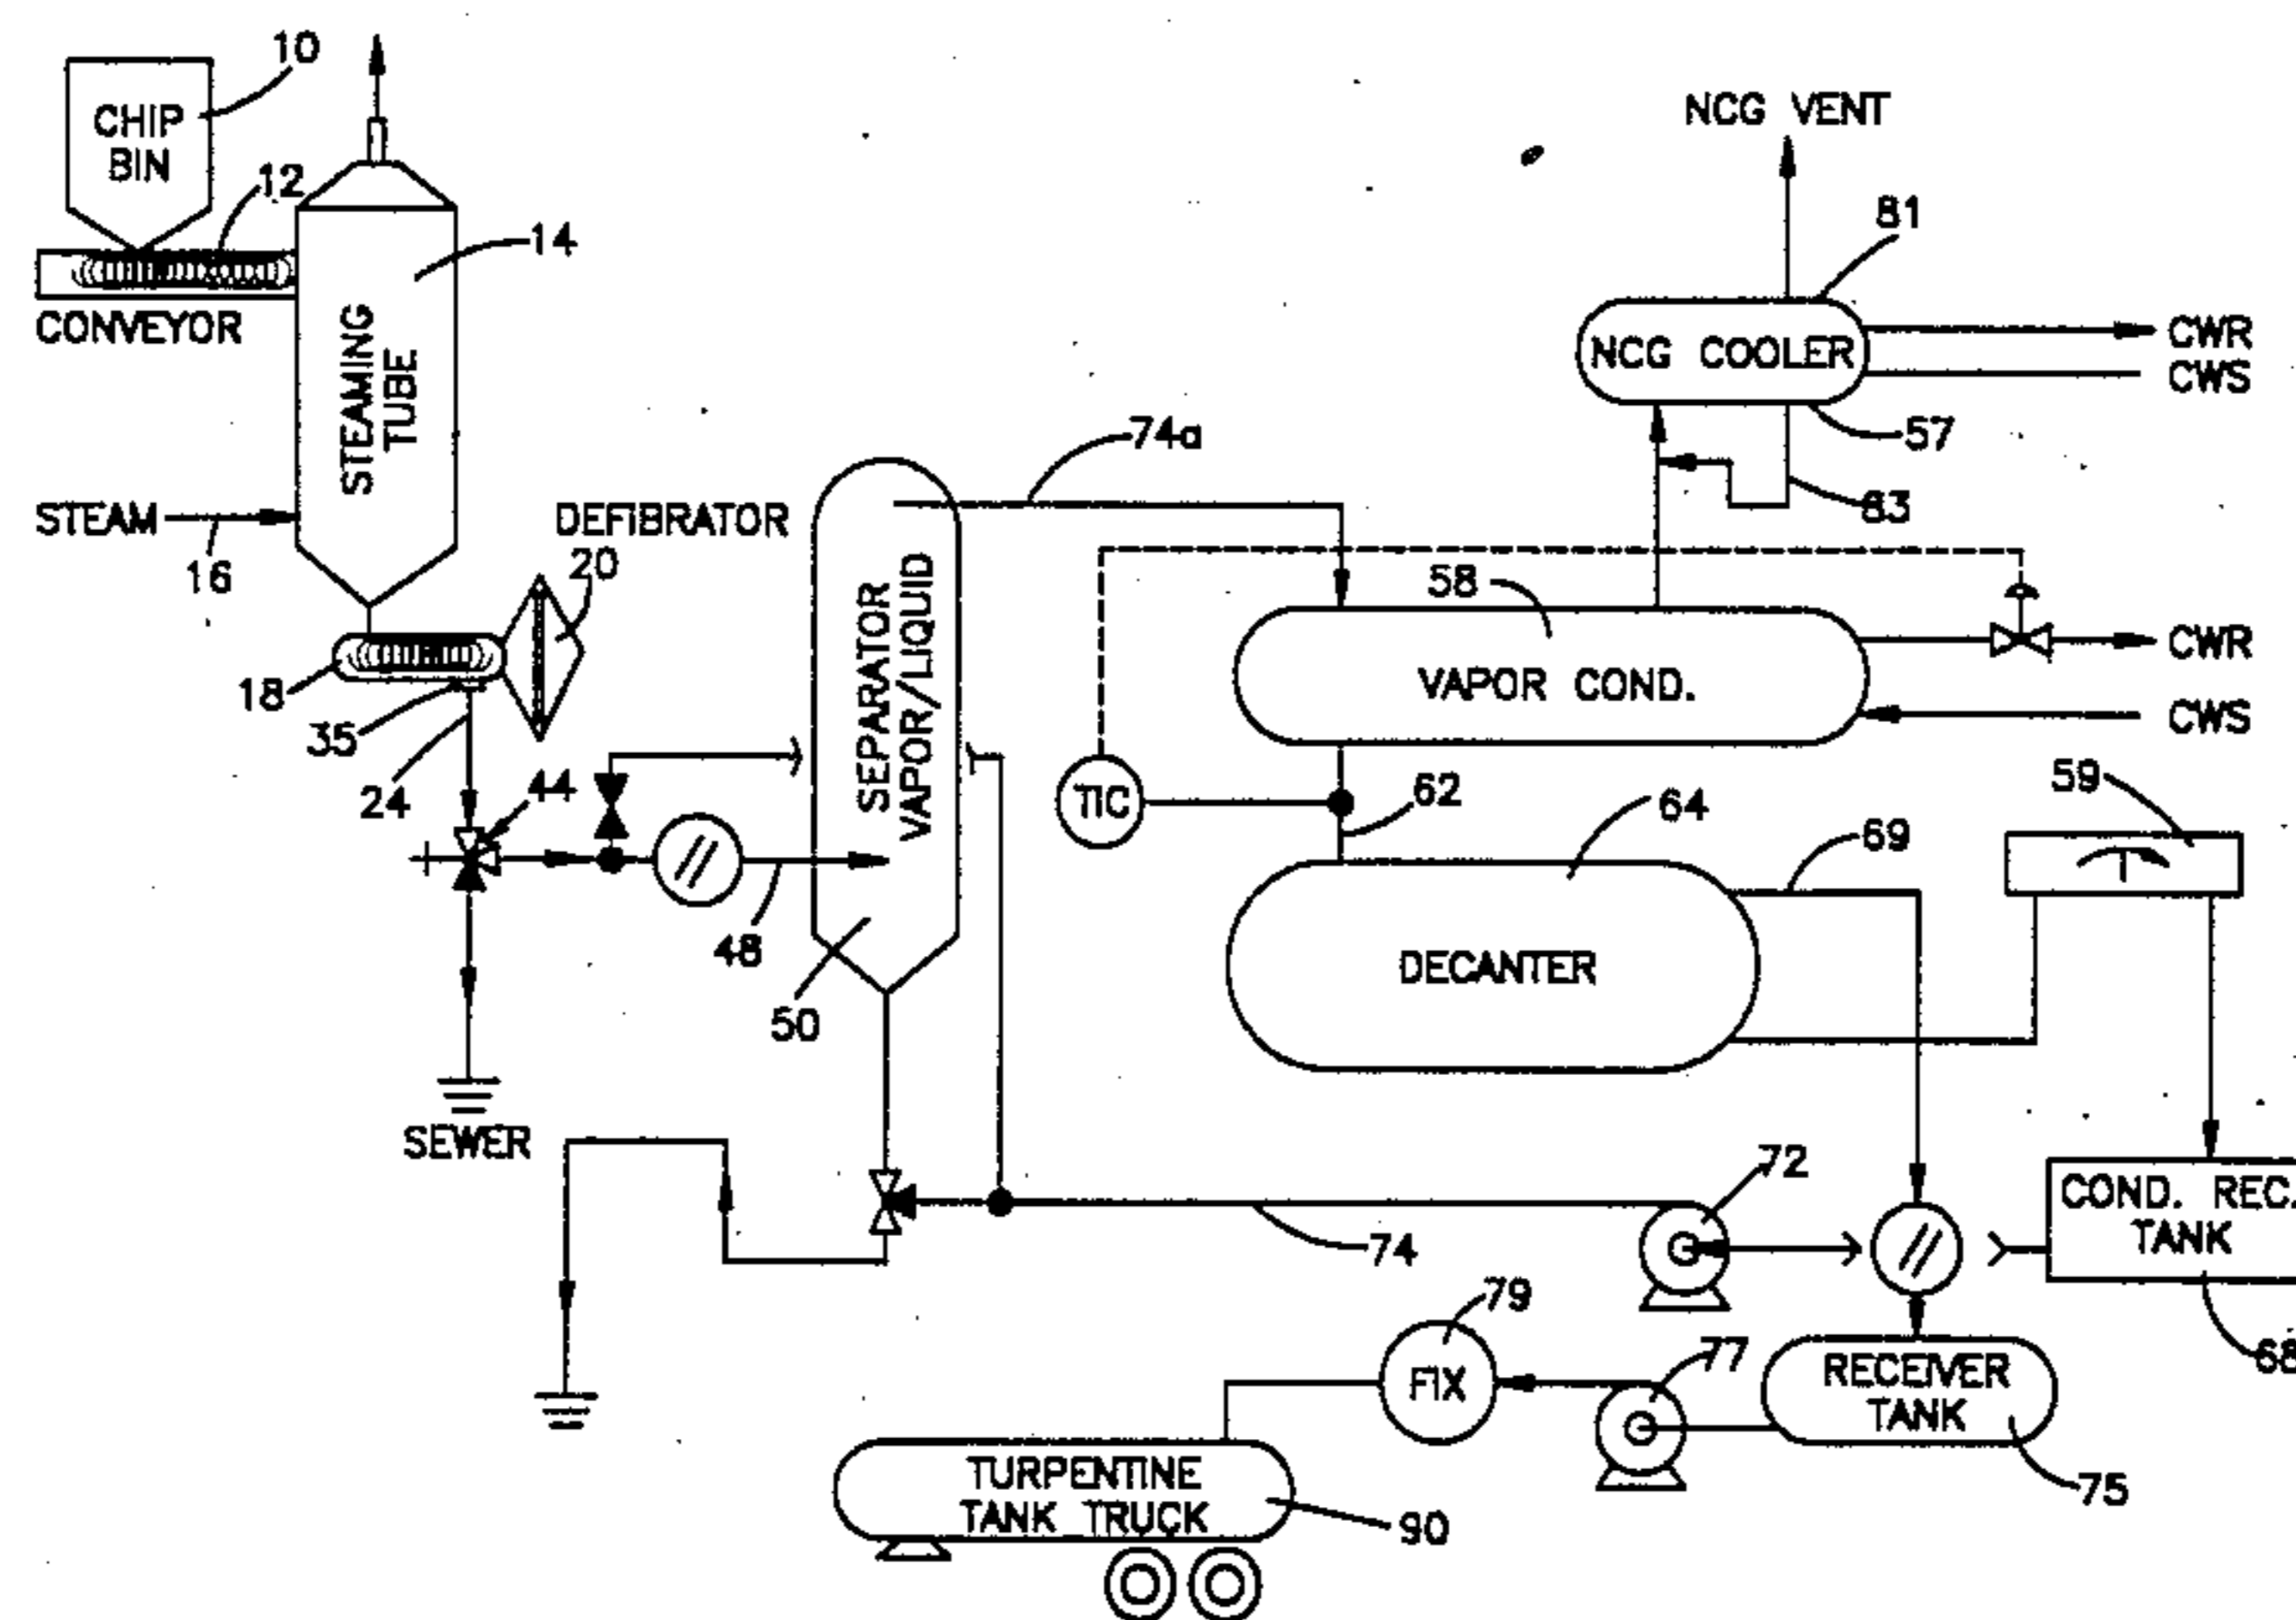 10
CHIP
BIN
12
14
CONVEYOR
STEAMING
TUBE
STEAM
16
DEFIBRATOR
20
18
35
24
44
SEWER
48
50
SEPARATOR
VAPOR/LIQUID
74a
NCG VENT
81
NCG COOLER
CWR
CWS
57
83
58
VAPOR COND.
CWR
CWS
TIC
62
64
69
59
DECANTER
72
74
COND. REC.
TANK
68
79
FIX
77
RECEIVER
TANK
75
TURPENTINE
TANK TRUCK
90